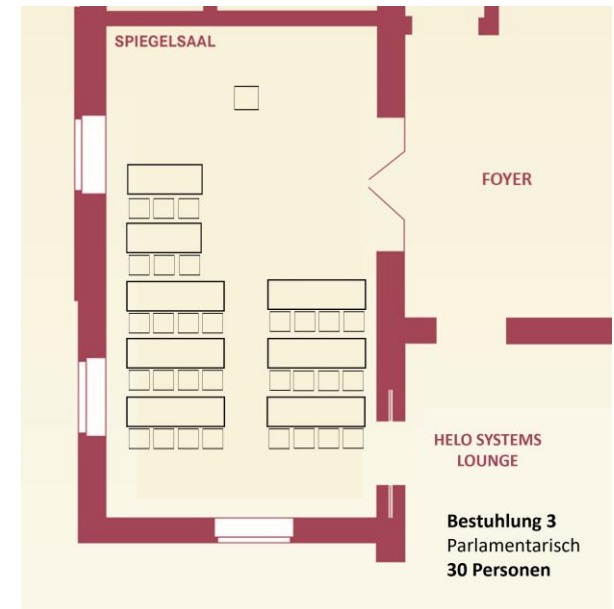 SPIEGELSAAL
FOYER
HELO SYSTEMS
LOUNGE
Bestuhlung 3
Parlamentarisch
30 Personen